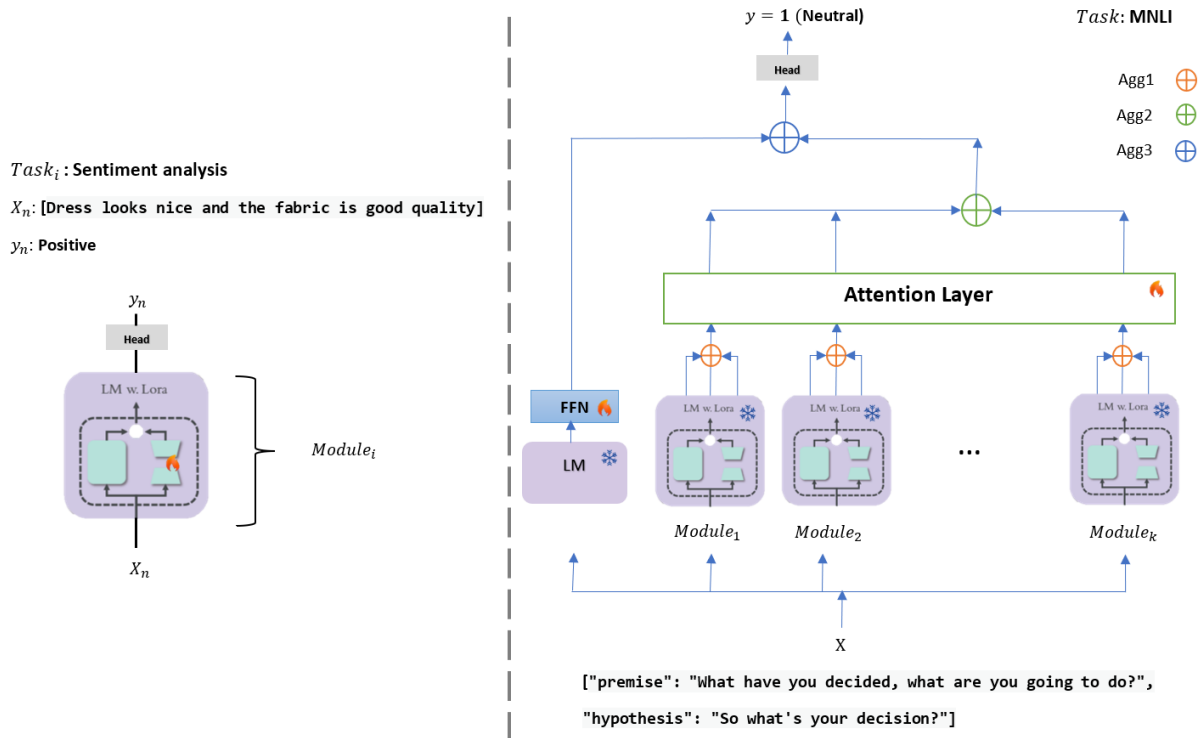 Task_i : Sentiment analysis
X_n: [Dress looks nice and the fabric is good quality]
y_n: Positive
y_n
Head
LM w. Lora
Module_i
X_n
y = 1 (Neutral)
Task: MNLI
Head
Agg1
Agg2
Agg3
Attention Layer
FFN
LM
LM w. Lora
LM w. Lora
...
LM w. Lora
Module_1
Module_2
Module_k
X
["premise": "What have you decided, what are you going to do?",
"hypothesis": "So what's your decision?"]